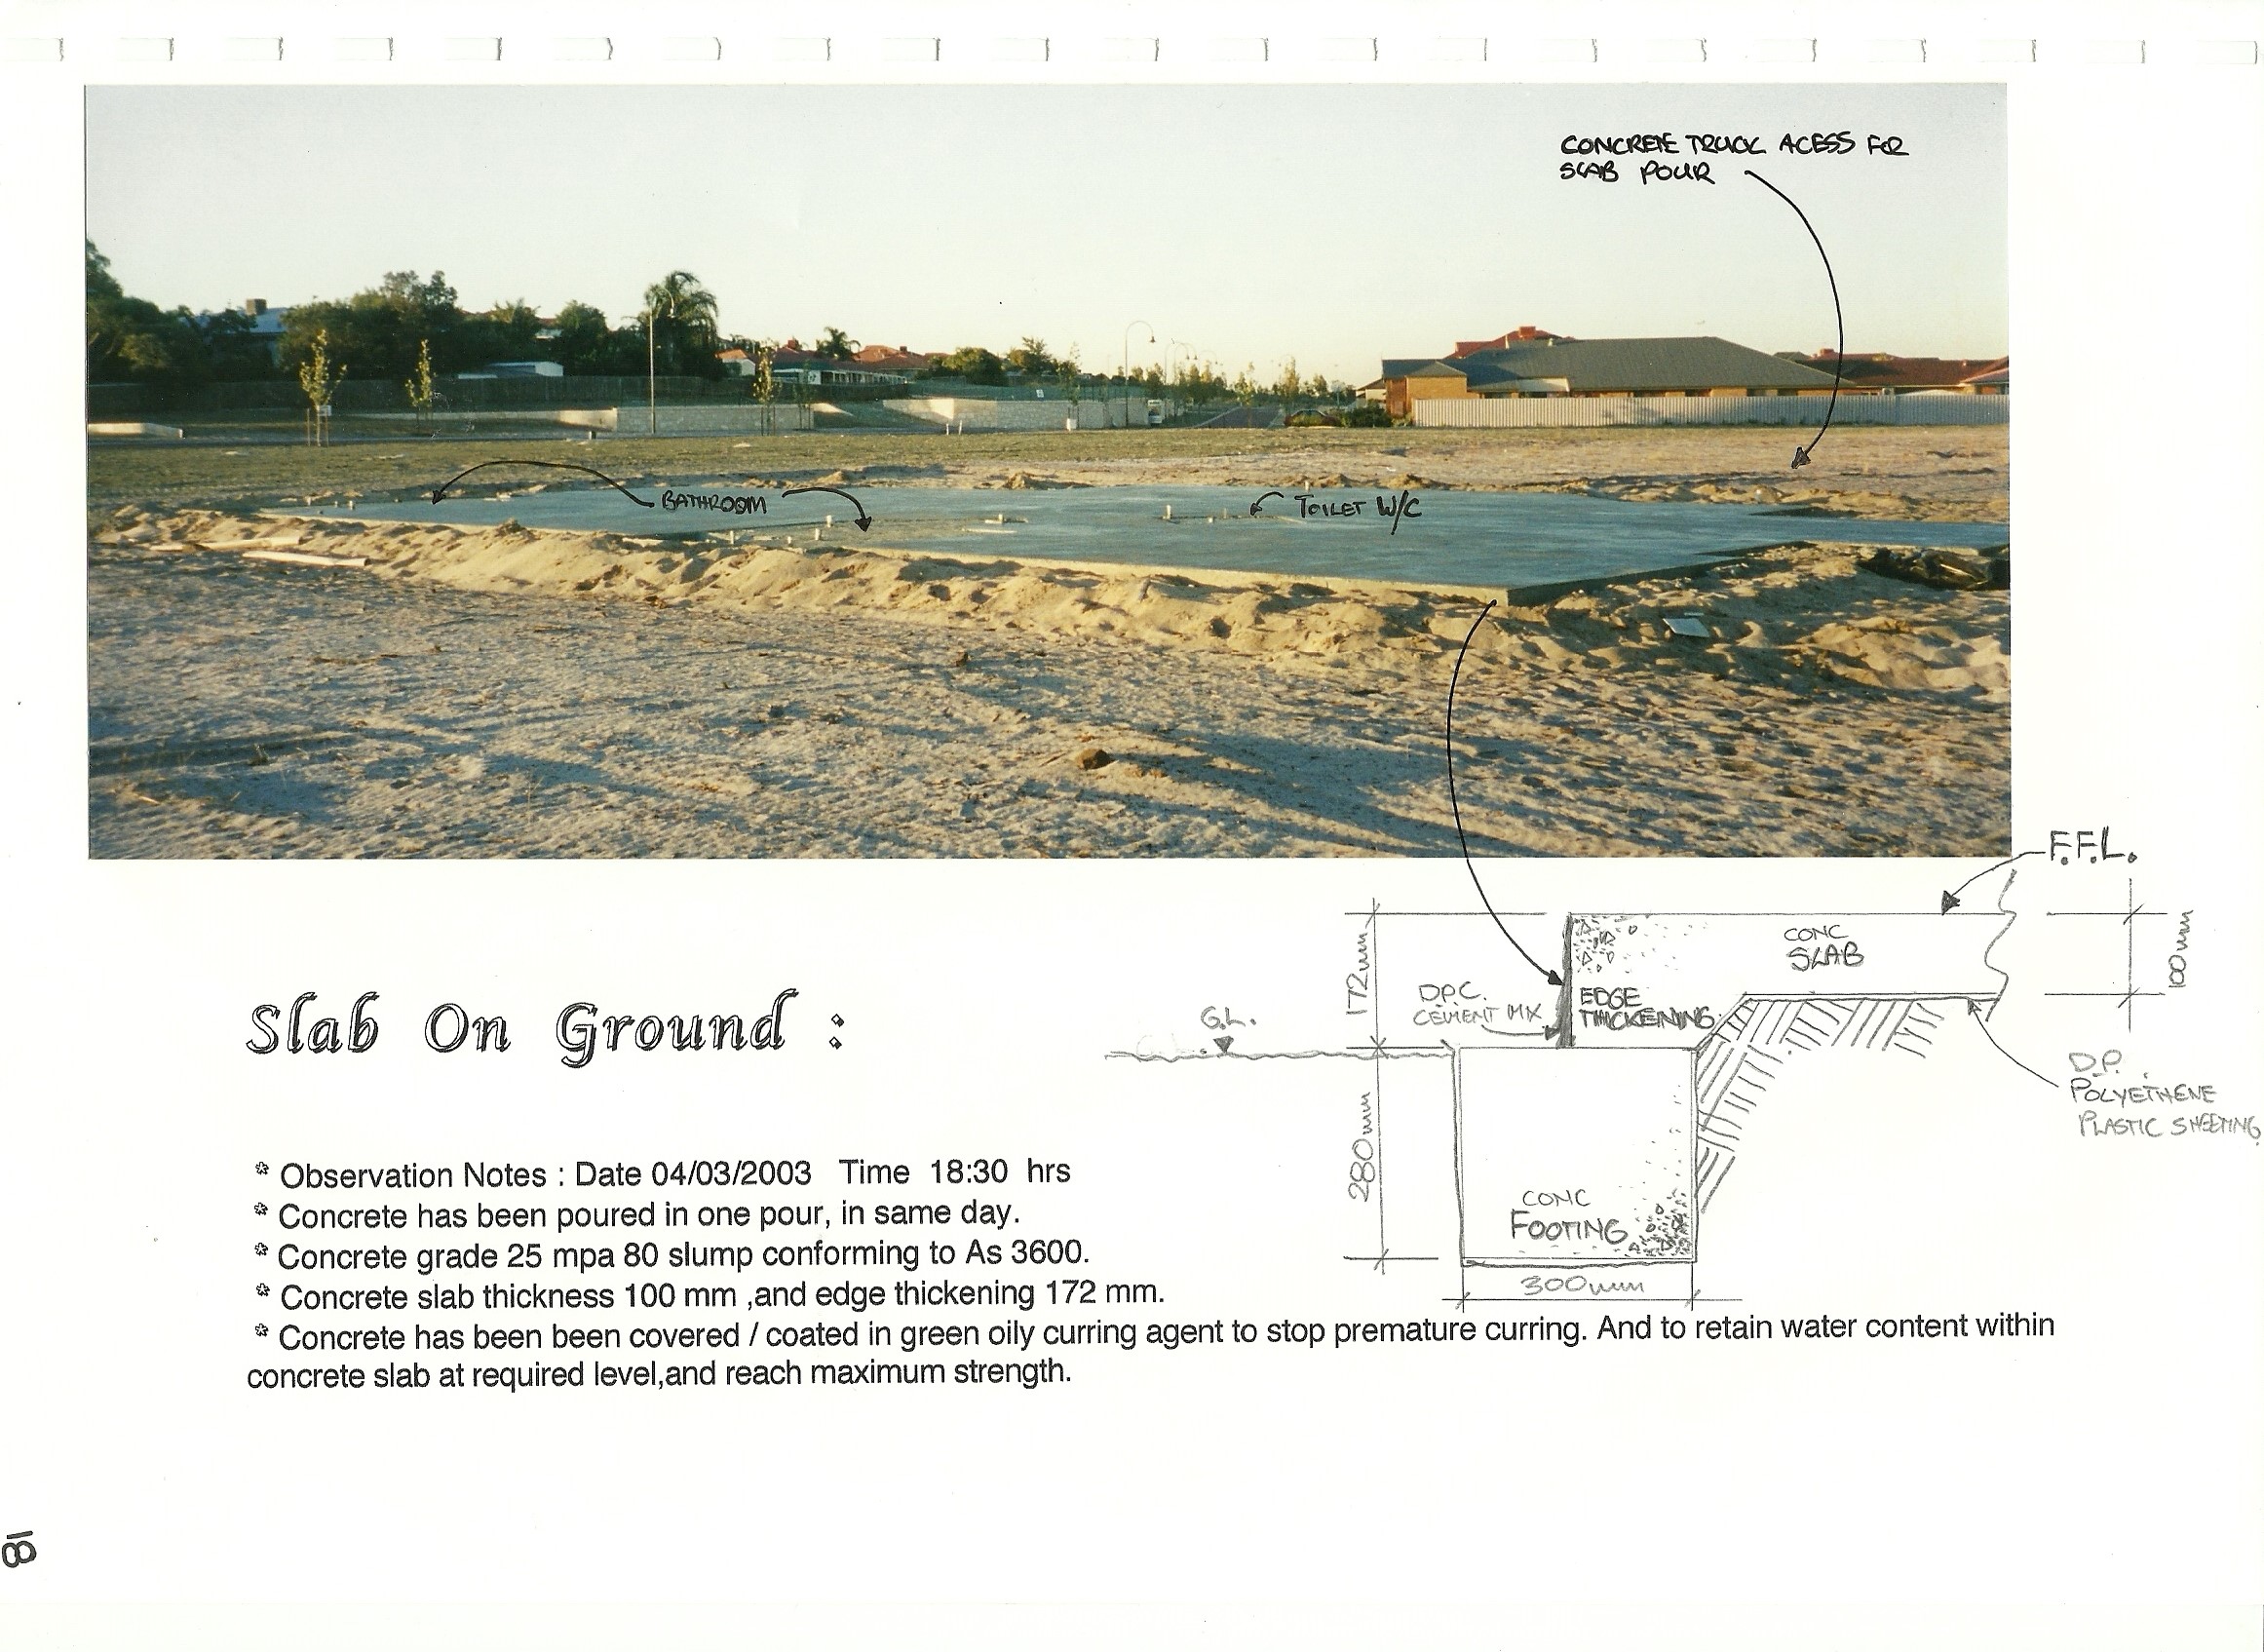 CONCRETE TRUCK ACESS FOR
SLAB POUR
BATHROOM
TOILET W/C
F.F.L.
172mm
CONC
SLAB
100mm
D.P.C.
CEMENT MIX
EDGE
THICKENING
G.L.
Slab On Ground :
D.P.
POLYETHENE
PLASTIC SHEETING
280mm
CONC
FOOTING
300mm
* Observation Notes : Date 04/03/2003 Time 18:30 hrs
* Concrete has been poured in one pour, in same day.
* Concrete grade 25 mpa 80 slump conforming to As 3600.
* Concrete slab thickness 100 mm ,and edge thickening 172 mm.
* Concrete has been been covered / coated in green oily curring agent to stop premature curring. And to retain water content within
concrete slab at required level,and reach maximum strength.
18